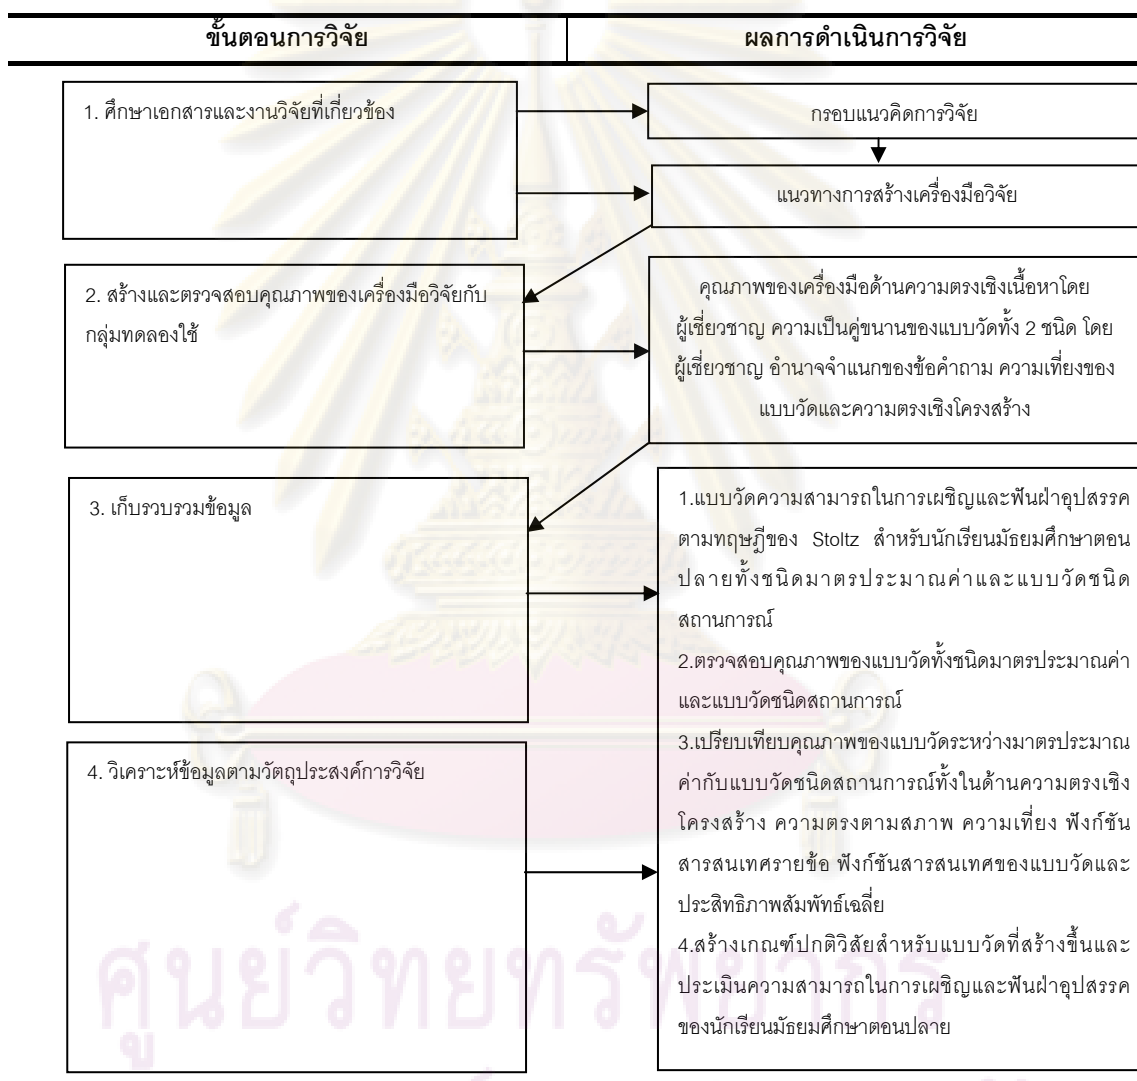 ขั้นตอนการวิจัย
ผลการดำเนินการวิจัย
1. ศึกษาเอกสารและงานวิจัยที่เกี่ยวข้อง
กรอบแนวคิดการวิจัย
แนวทางการสร้างเครื่องมือวิจัย
2. สร้างและตรวจสอบคุณภาพของเครื่องมือวิจัยกับ
กลุ่มทดลองใช้
คุณภาพของเครื่องมือด้านความตรงเชิงเนื้อหาโดย
ผู้เชี่ยวชาญ ความเป็นคู่ขนานของแบบวัดทั้ง 2 ชนิด โดย
ผู้เชี่ยวชาญ อำนาจจำแนกของข้อคำถาม ความเที่ยงของ
แบบวัดและความตรงเชิงโครงสร้าง
3. เก็บรวบรวมข้อมูล
1.แบบวัดความสามารถในการเผชิญและฟันฝ่าอุปสรรค
ตามทฤษฎีของ Stoltz สำหรับนักเรียนมัธยมศึกษาตอน
ปลายทั้งชนิดมาตรประมาณค่าและแบบวัดชนิด
สถานการณ์
2.ตรวจสอบคุณภาพของแบบวัดทั้งชนิดมาตรประมาณค่า
และแบบวัดชนิดสถานการณ์
3.เปรียบเทียบคุณภาพของแบบวัดระหว่างมาตรประมาณ
ค่ากับแบบวัดชนิดสถานการณ์ทั้งในด้านความตรงเชิง
โครงสร้าง ความตรงตามสภาพ ความเที่ยง ฟังก์ชัน
สารสนเทศรายข้อ ฟังก์ชันสารสนเทศของแบบวัดและ
ประสิทธิภาพสัมพัทธ์เฉลี่ย
4.สร้างเกณฑ์ปกติวิสัยสำหรับแบบวัดที่สร้างขึ้นและ
ประเมินความสามารถในการเผชิญและฟันฝ่าอุปสรรค
ของนักเรียนมัธยมศึกษาตอนปลาย
4. วิเคราะห์ข้อมูลตามวัตถุประสงค์การวิจัย
ศูนย์วิทยทรัพยากร